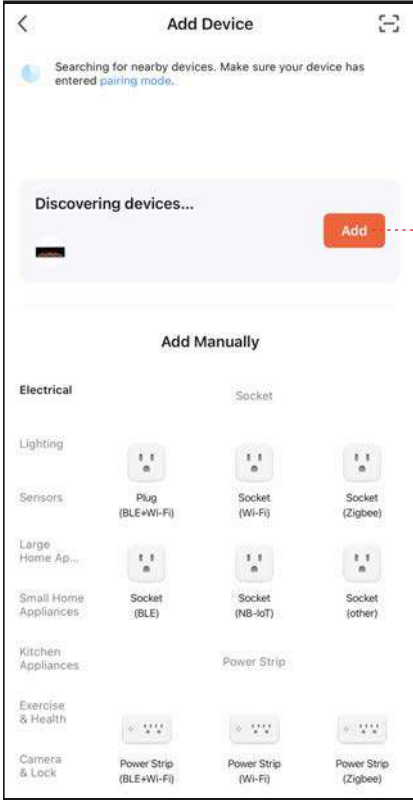 Add Device
Searching for nearby devices. Make sure your device has
entered pairing mode.
Discovering devices...
Add
Add Manually
Electrical
Socket
Lighting
Sensors
Plug
(BLE+Wi-Fi)
Socket
(Wi-Fi)
Socket
(Zigbee)
Large
Home Ap...
Small Home
Appliances
Socket
(BLE)
Socket
(NB-IoT)
Socket
(other)
Kitchen
Appliances
Power Strip
Exercise
& Health
Camera
& Lock
Power Strip
(BLE+Wi-Fi)
Power Strip
(Wi-Fi)
Power Strip
(Zigbee)